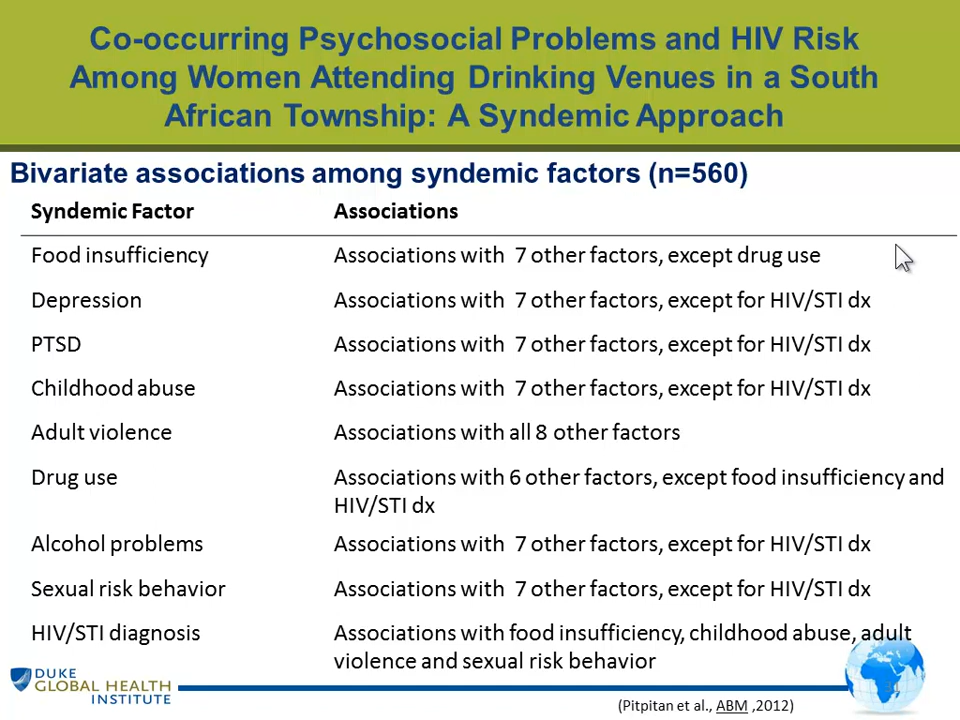 Co-occurring Psychosocial Problems and HIV Risk
Among Women Attending Drinking Venues in a South
African Township: A Syndemic Approach
Bivariate associations among syndemic factors (n=560)
Syndemic Factor Associations
Food insufficiency Associations with 7 other factors, except drug use
Depression Associations with 7 other factors, except for HIV/STI dx
PTSD Associations with 7 other factors, except for HIV/STI dx
Childhood abuse Associations with 7 other factors, except for HIV/STI dx
Adult violence Associations with all 8 other factors
Drug use Associations with 6 other factors, except food insufficiency and
HIV/STI dx
Alcohol problems Associations with 7 other factors, except for HIV/STI dx
Sexual risk behavior Associations with 7 other factors, except for HIV/STI dx
HIV/STI diagnosis Associations with food insufficiency, childhood abuse, adult
violence and sexual risk behavior
DUKE
GLOBAL HEALTH
INSTITUTE
(Pitpitan et al., ABM ,2012)